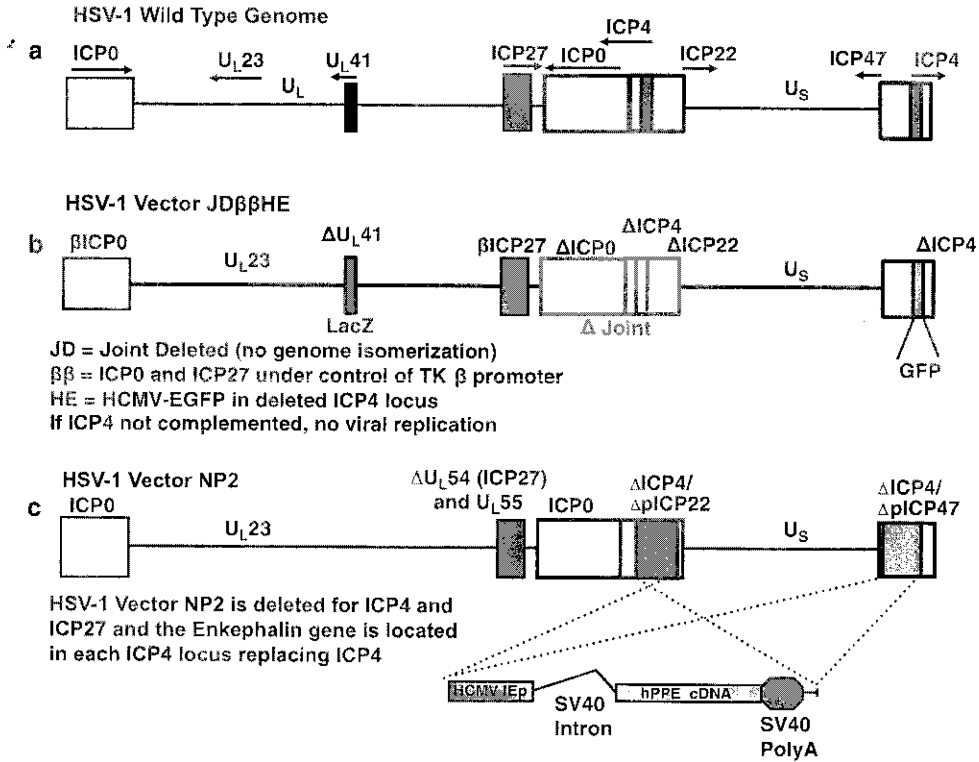 HSV-1 Wild Type Genome
a
ICP0
UL23
UL
UL41
ICP27
ICP0
ICP4
ICP22
US
ICP47
ICP4
HSV-1 Vector JDββHE
b
βICP0
UL23
ΔUL41
LacZ
βICP27
ΔICP0
ΔICP4
ΔICP22
Δ Joint
US
ΔICP4
GFP
JD = Joint Deleted (no genome isomerization)
ββ = ICP0 and ICP27 under control of TK β promoter
HE = HCMV-EGFP in deleted ICP4 locus
If ICP4 not complemented, no viral replication
HSV-1 Vector NP2
c
ICP0
UL23
ΔUL54 (ICP27)
and UL55
ICP0
ΔICP4/
ΔpICP22
US
ΔICP4/
ΔpICP47
HSV-1 Vector NP2 is deleted for ICP4 and
ICP27 and the Enkephalin gene is located
in each ICP4 locus replacing ICP4
HCMV IEp
SV40
Intron
hPPE cDNA
SV40
PolyA